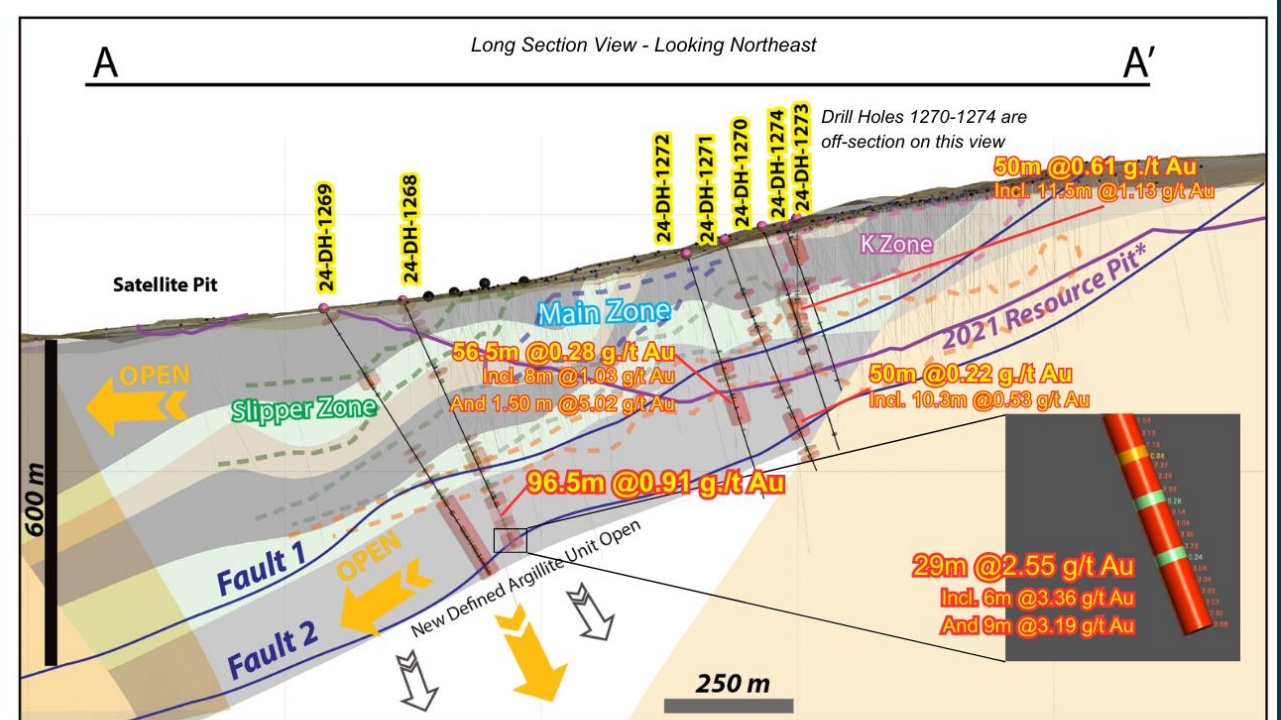 Long Section View - Looking Northeast
A
A'
24-DH-1269
24-DH-1268
24-DH-1272
24-DH-1271
24-DH-1270
24-DH-1274
24-DH-1273
Drill Holes 1270-1274 are
off-section on this view
50m @0.61 g./t Au
Incl. 11.5m @1.13 g/t Au
K Zone
Satellite Pit
Main Zone
2021 Resource Pit*
56.5m @0.28 g./t Au
Incl. 8m @1.03 g/t Au
And 1.50 m @5.02 g/t Au
50m @0.22 g./t Au
Incl. 10.3m @0.53 g/t Au
OPEN
Slipper Zone
600 m
96.5m @0.91 g./t Au
Fault 1
OPEN
New Defined Argillite Unit Open
Fault 2
29m @2.55 g/t Au
Incl. 6m @3.36 g/t Au
And 9m @3.19 g/t Au
250 m